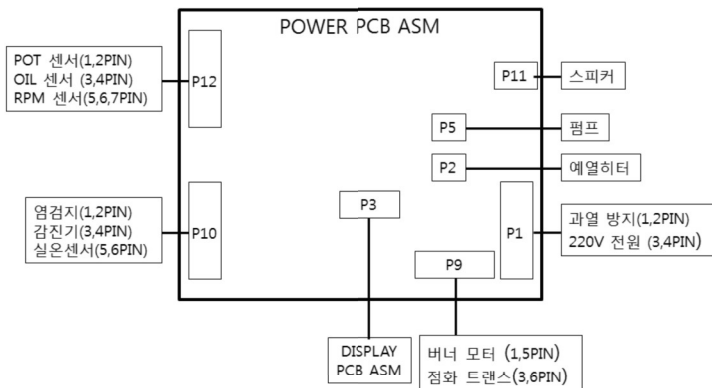 POWER PCB ASM
POT 센서(1,2PIN)
OIL 센서 (3,4PIN)
RPM 센서(5,6,7PIN)
P12
P11
스피커
P5
펌프
P2
예열히터
염검지(1,2PIN)
감진기(3,4PIN)
실온센서(5,6PIN)
P10
P3
P1
과열 방지(1,2PIN)
220V 전원 (3,4PIN)
P9
DISPLAY
PCB ASM
버너 모터 (1,5PIN)
점화 드랜스(3,6PIN)